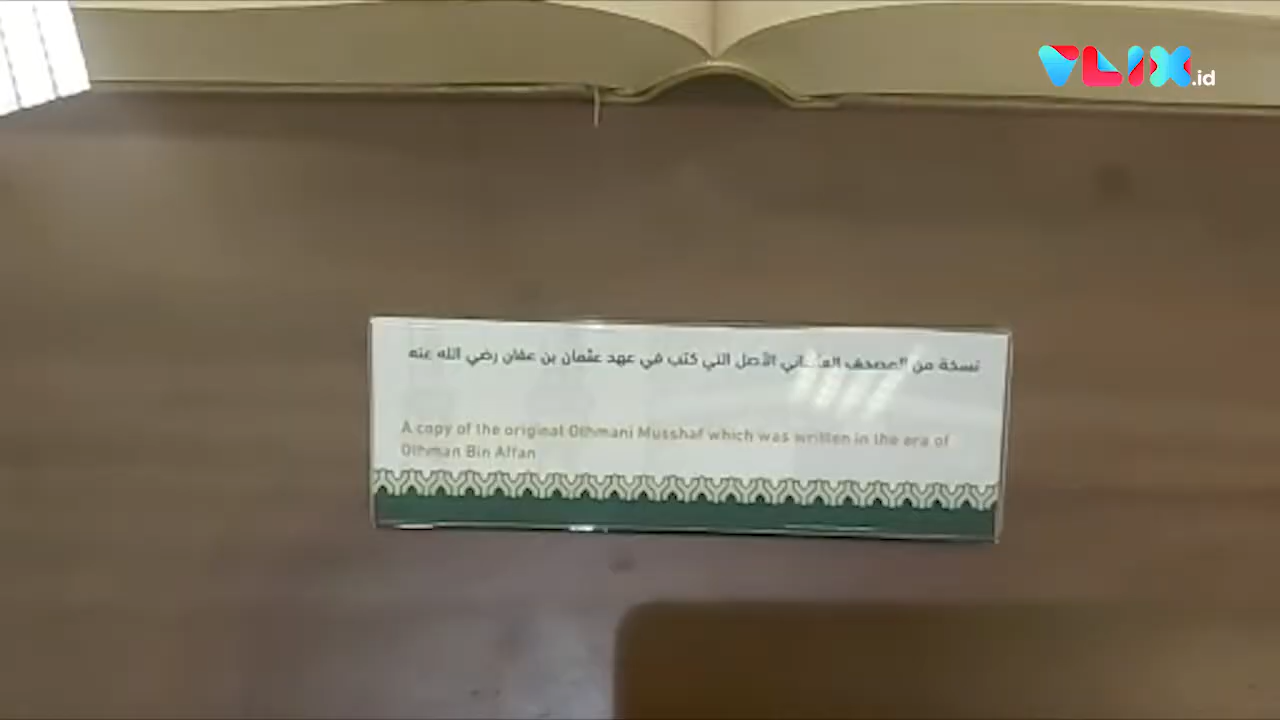 VLIX.id
نسخة من المصحف العثماني الأصل التي كتب في عهد عثمان بن عفان رضي الله عنه
A copy of the original Othmani Musshaf which was written in the era of
Othman Bin Affan